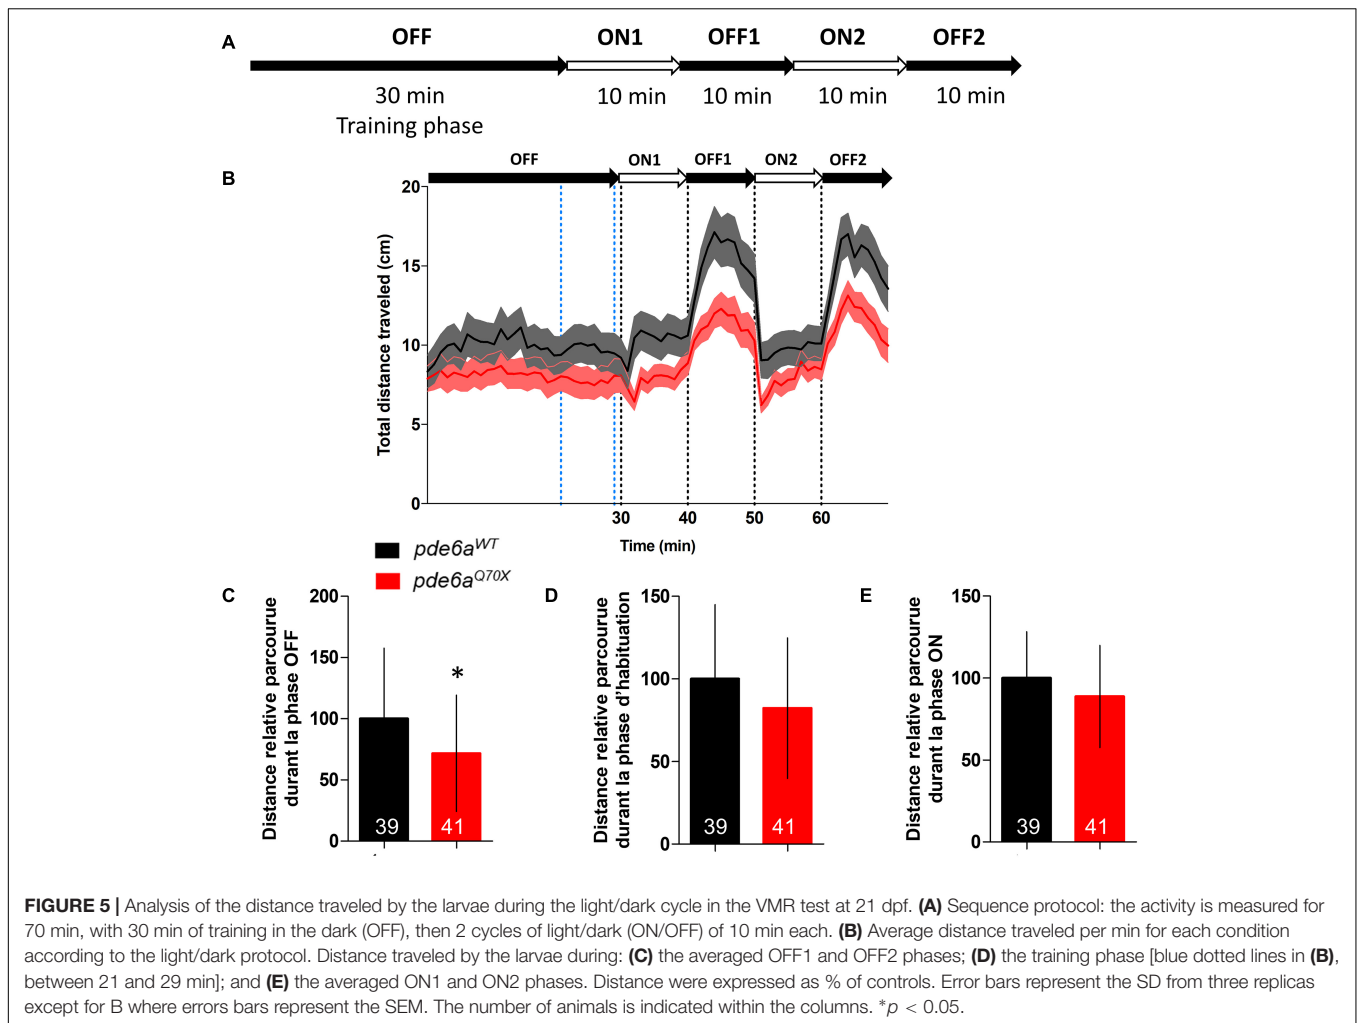 A
OFF ON1 OFF1 ON2 OFF2
30 min 10 min 10 min 10 min 10 min
Training phase
B
OFF ON1 OFF1 ON2 OFF2
Total distance traveled (cm)
20
15
10
5
0
30 40 50 60
Time (min)
pde6aWT
pde6aQ70X
C
Distance Relative parcourue
durant la phase OFF
200
150
100
50
0
*
39 41
D
Distance relative parcourue
durant la phase d'habituation
150
100
50
0
39 41
E
Distance relative parcourue
durant la phase ON
150
100
50
0
39 41
FIGURE 5 | Analysis of the distance traveled by the larvae during the light/dark cycle in the VMR test at 21 dpf. (A) Sequence protocol: the activity is measured for
70 min, with 30 min of training in the dark (OFF), then 2 cycles of light/dark (ON/OFF) of 10 min each. (B) Average distance traveled per min for each condition
according to the light/dark protocol. Distance traveled by the larvae during: (C) the averaged OFF1 and OFF2 phases; (D) the training phase [blue dotted lines in (B),
between 21 and 29 min]; and (E) the averaged ON1 and ON2 phases. Distance were expressed as % of controls. Error bars represent the SD from three replicas
except for B where errors bars represent the SEM. The number of animals is indicated within the columns. *p < 0.05.